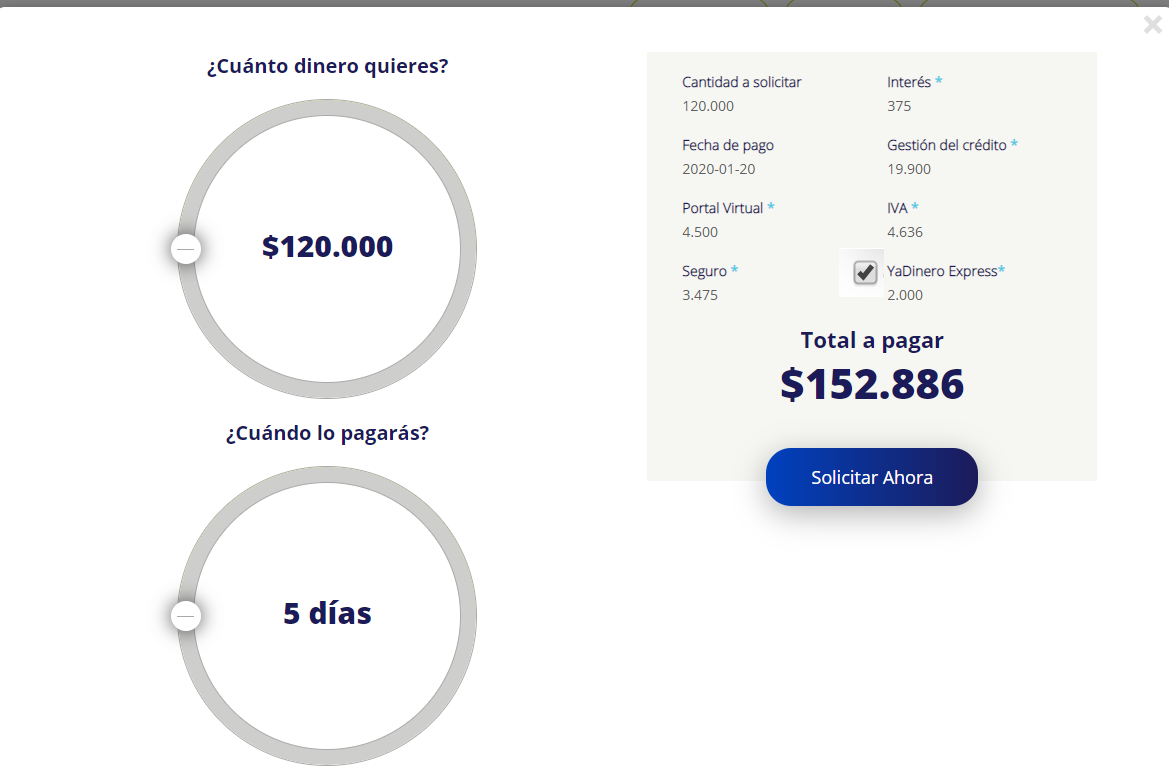 ¿Cuánto dinero quieres?
$120.000
¿Cuándo lo pagarás?
5 días
Cantidad a solicitar
120.000
Interés *
375
Fecha de pago
2020-01-20
Gestión del crédito *
19.900
Portal Virtual *
4.500
IVA *
4.636
Seguro *
3.475
YaDinero Express*
2.000
Total a pagar
$152.886
Solicitar Ahora